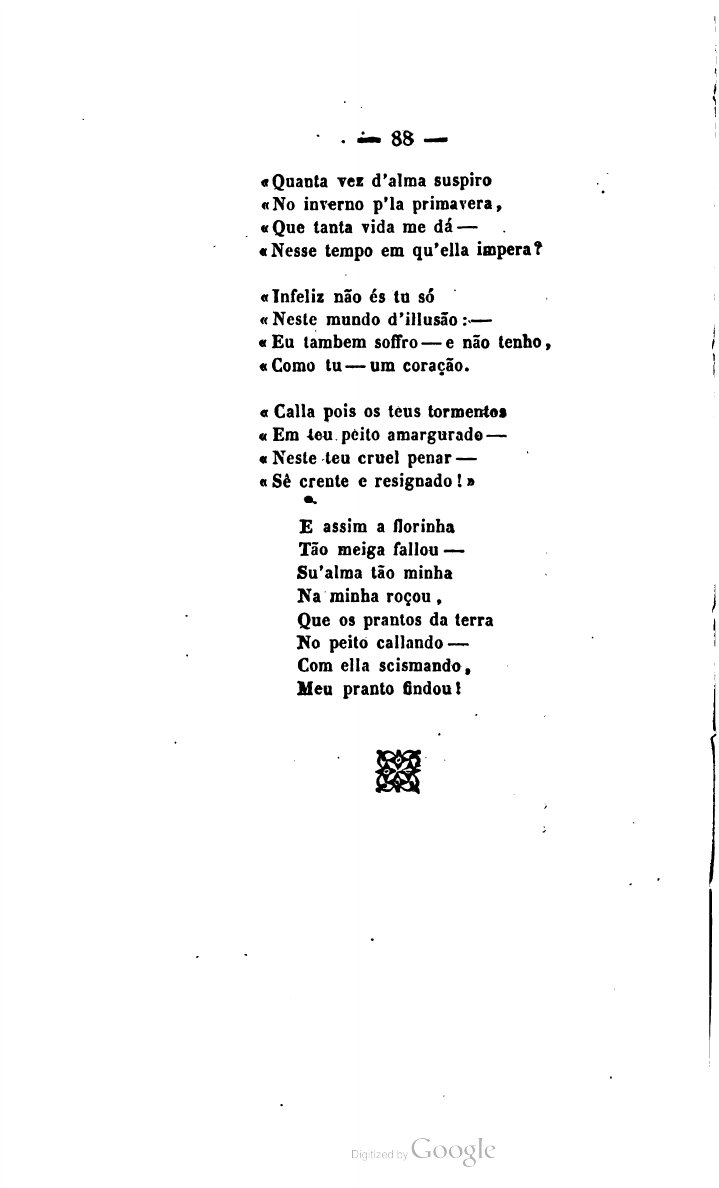 — 88 —
«Quanta vez d'alma suspiro
«No inverno p'la primavera,
«Que tanta vida me dá—
«Nesse tempo em qu'ella impera?
«Infeliz não és tu só
«Neste mundo d'illusão:—
«Eu tambem soffro—e não tenho,
«Como tu—um coração.
«Calla pois os teus tormentos
«Em teu peito amargurado—
«Neste teu cruel penar—
«Sê crente e resignado!»
E assim a florinha
Tão meiga fallou—
Su'alma tão minha
Na minha roçou,
Que os prantos da terra
No peito callando—
Com ella scismando,
Meu pranto findou!
Digitized by Google